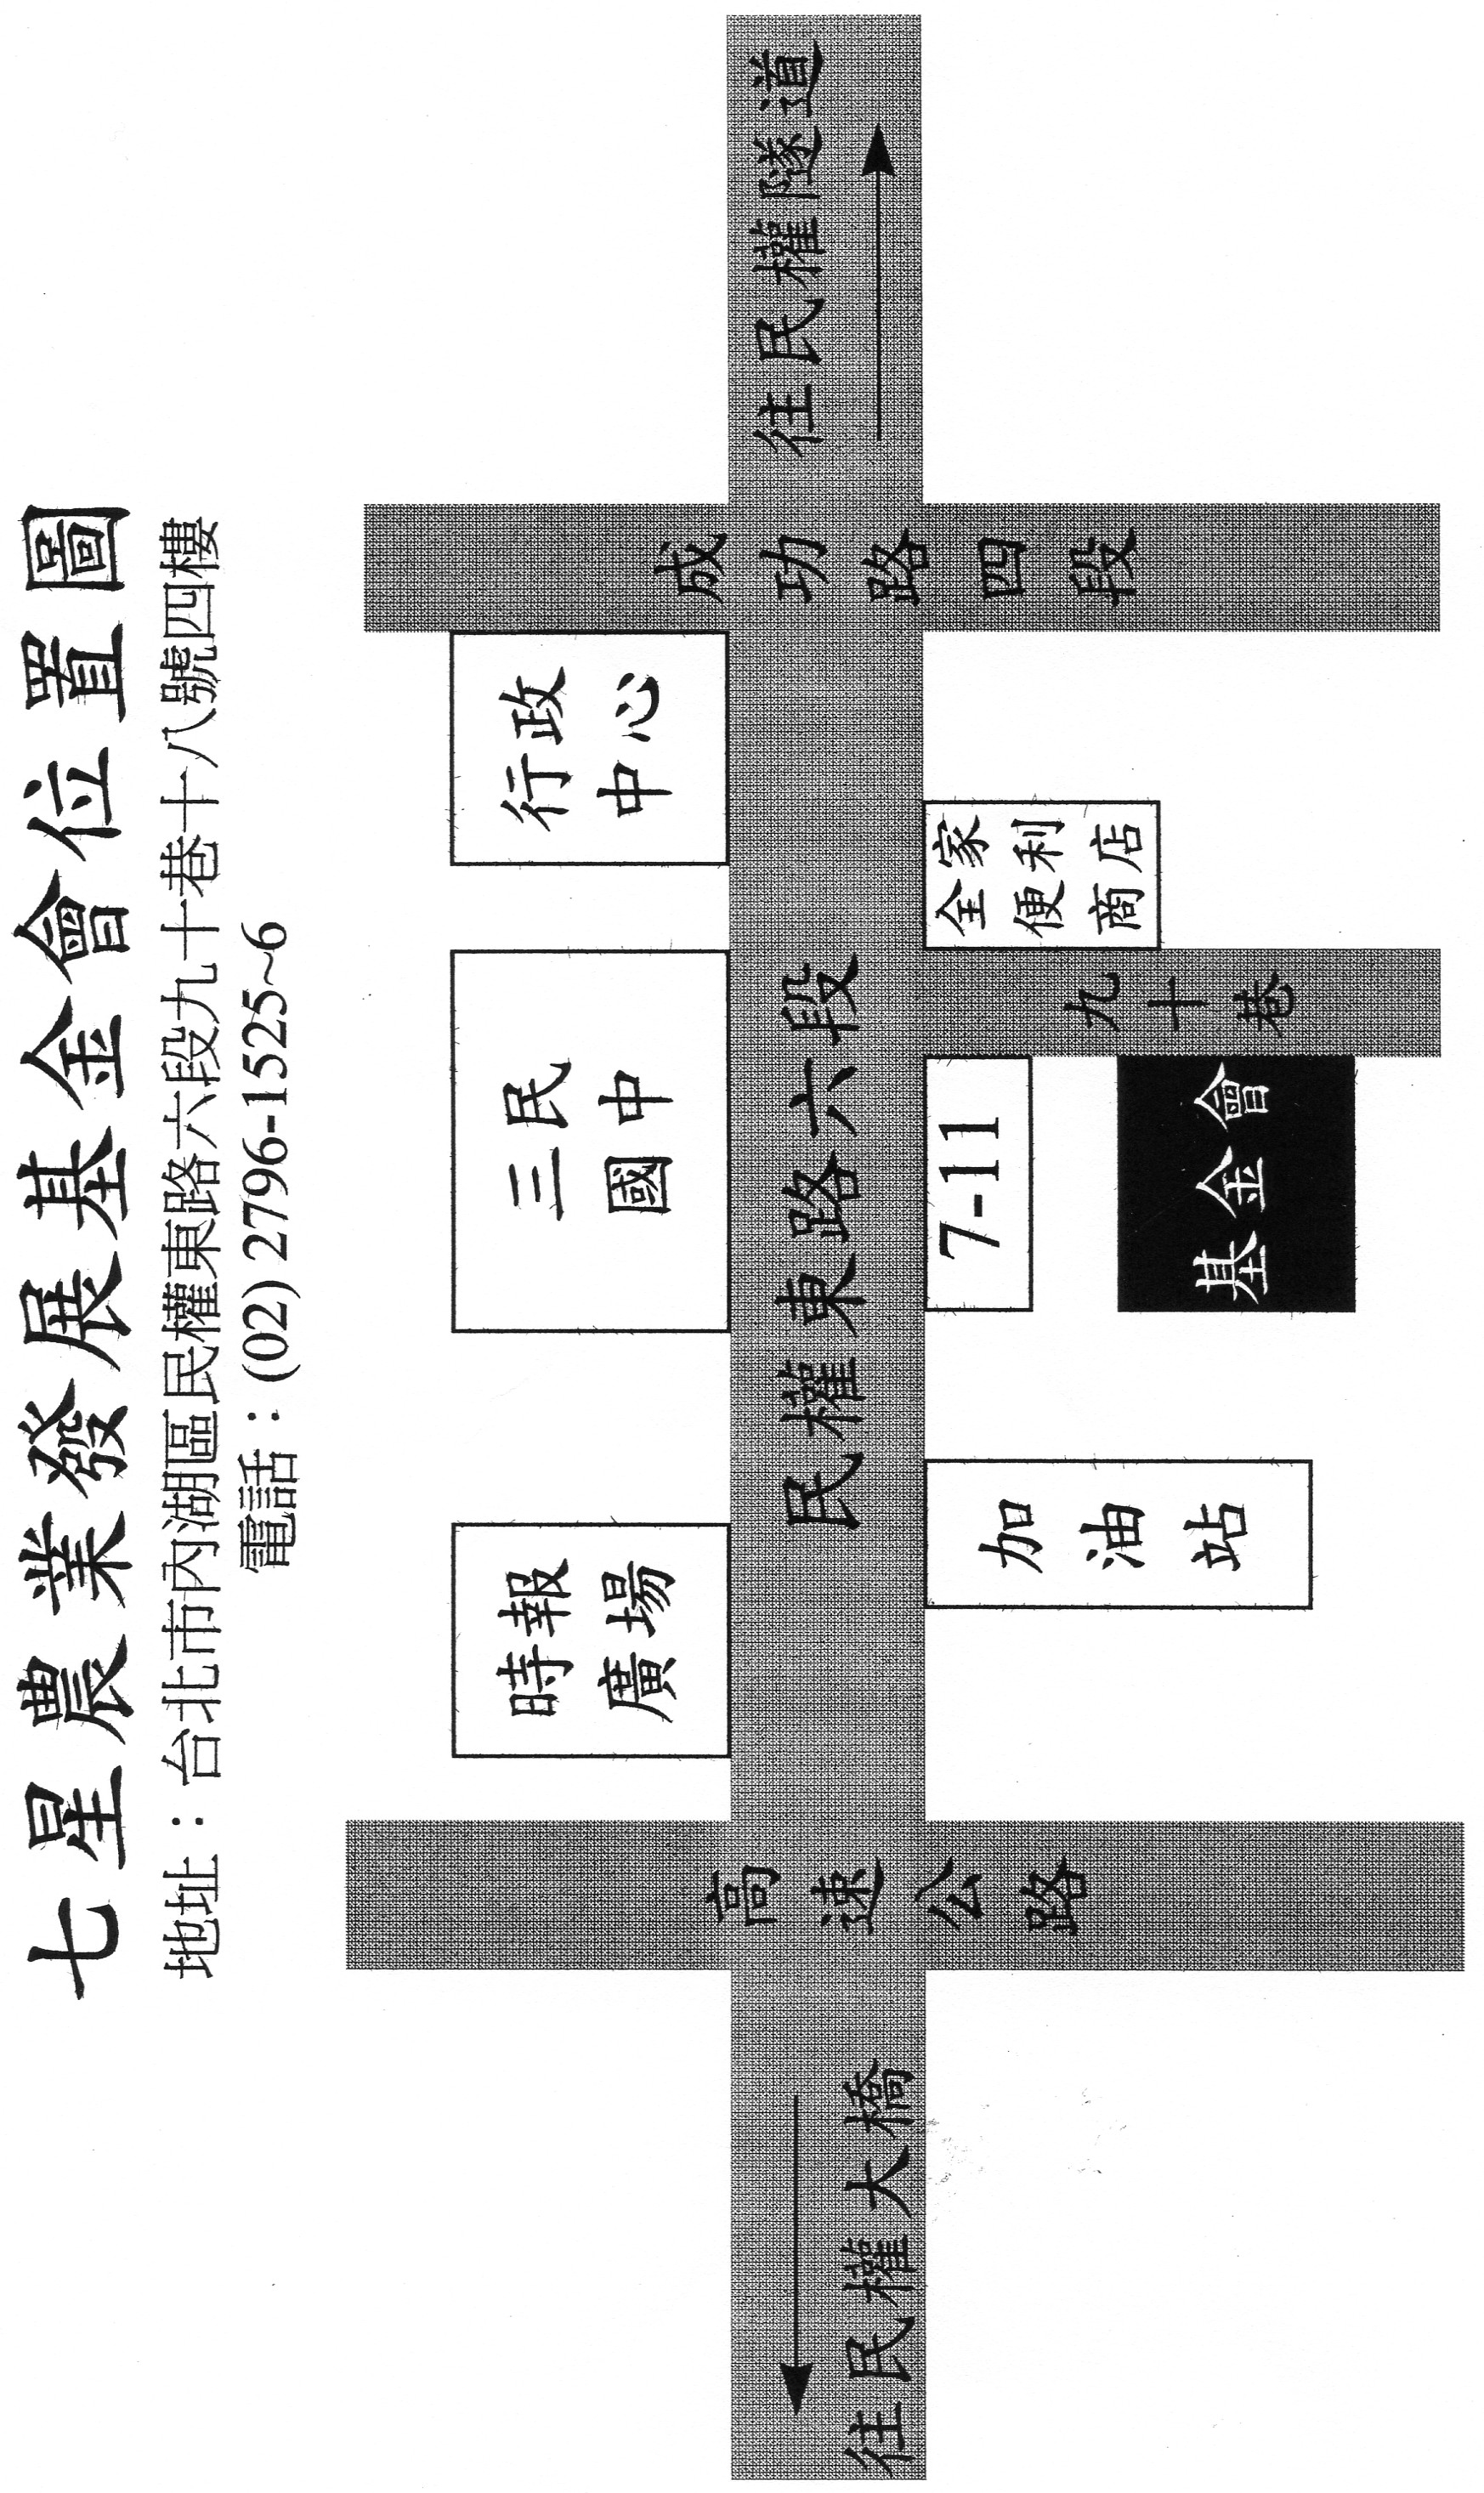 七星農業發展基金會位置圖
地址：台北市內湖區民權東路六段九十巷十八號四樓
電話：(02) 2796-1525~6
時報
廣場
三民
國中
行政
中心
高速公路
成功路四段
往民權隧道
民權東路六段
往民權大橋
加油站
7-11
基金會
九十巷
全家
便利
商店